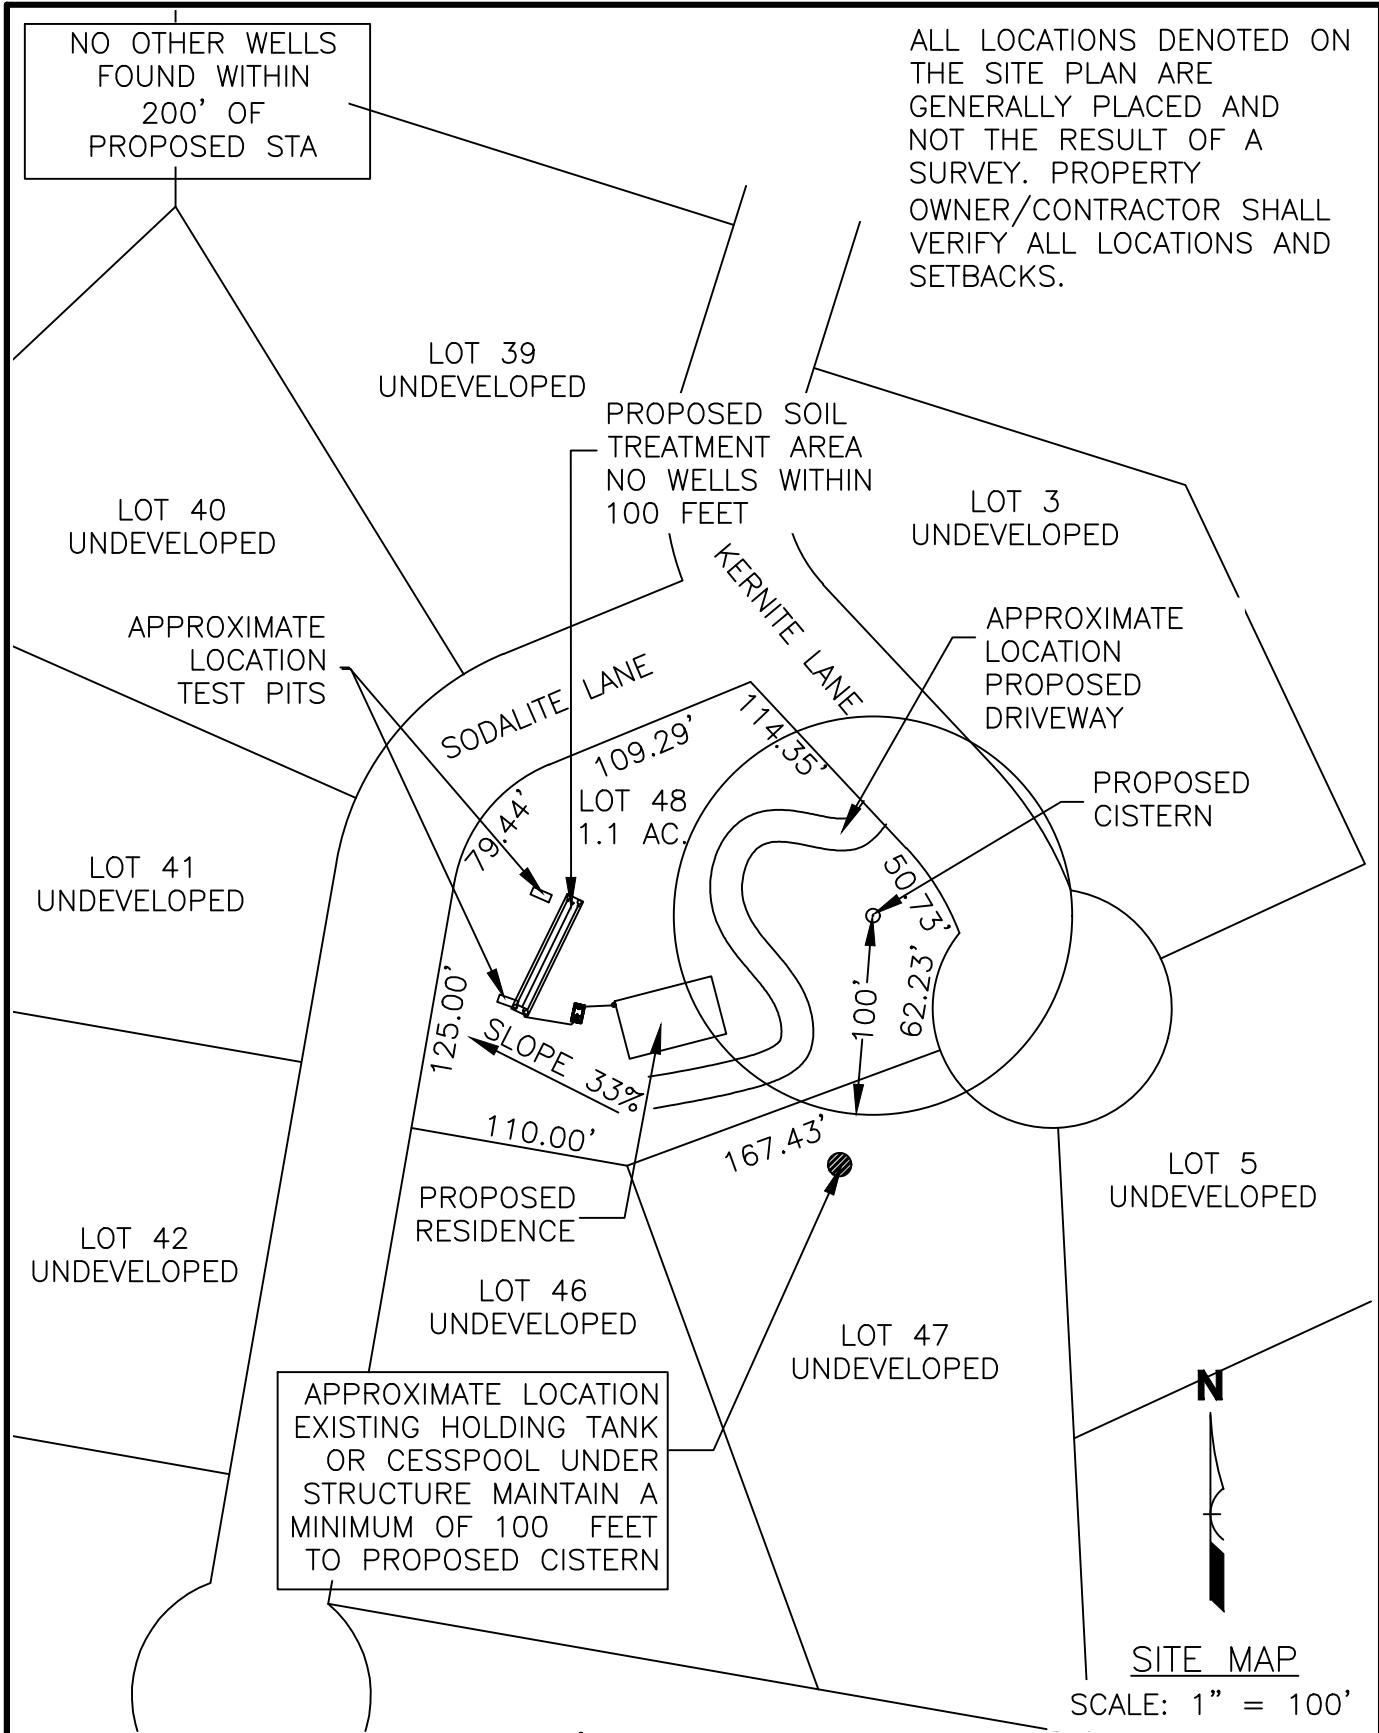 NO OTHER WELLS
FOUND WITHIN
200' OF
PROPOSED STA
ALL LOCATIONS DENOTED ON
THE SITE PLAN ARE
GENERALLY PLACED AND
NOT THE RESULT OF A
SURVEY. PROPERTY
OWNER/CONTRACTOR SHALL
VERIFY ALL LOCATIONS AND
SETBACKS.
LOT 39
UNDEVELOPED
PROPOSED SOIL
TREATMENT AREA
NO WELLS WITHIN
100 FEET
LOT 40
UNDEVELOPED
LOT 3
UNDEVELOPED
KERNITE LANE
APPROXIMATE
LOCATION
TEST PITS
APPROXIMATE
LOCATION
PROPOSED
DRIVEWAY
SODALITE LANE
109.29'
114.35'
PROPOSED
CISTERN
LOT 48
1.1 AC.
79.44'
LOT 41
UNDEVELOPED
50.73'
62.23'
100'
125.00'
SLOPE 33%
110.00'
167.43'
PROPOSED
RESIDENCE
LOT 5
UNDEVELOPED
LOT 42
UNDEVELOPED
LOT 46
UNDEVELOPED
LOT 47
UNDEVELOPED
APPROXIMATE LOCATION
EXISTING HOLDING TANK
OR CESSPOOL UNDER
STRUCTURE MAINTAIN A
MINIMUM OF 100 FEET
TO PROPOSED CISTERN
N
SITE MAP
SCALE: 1" = 100'